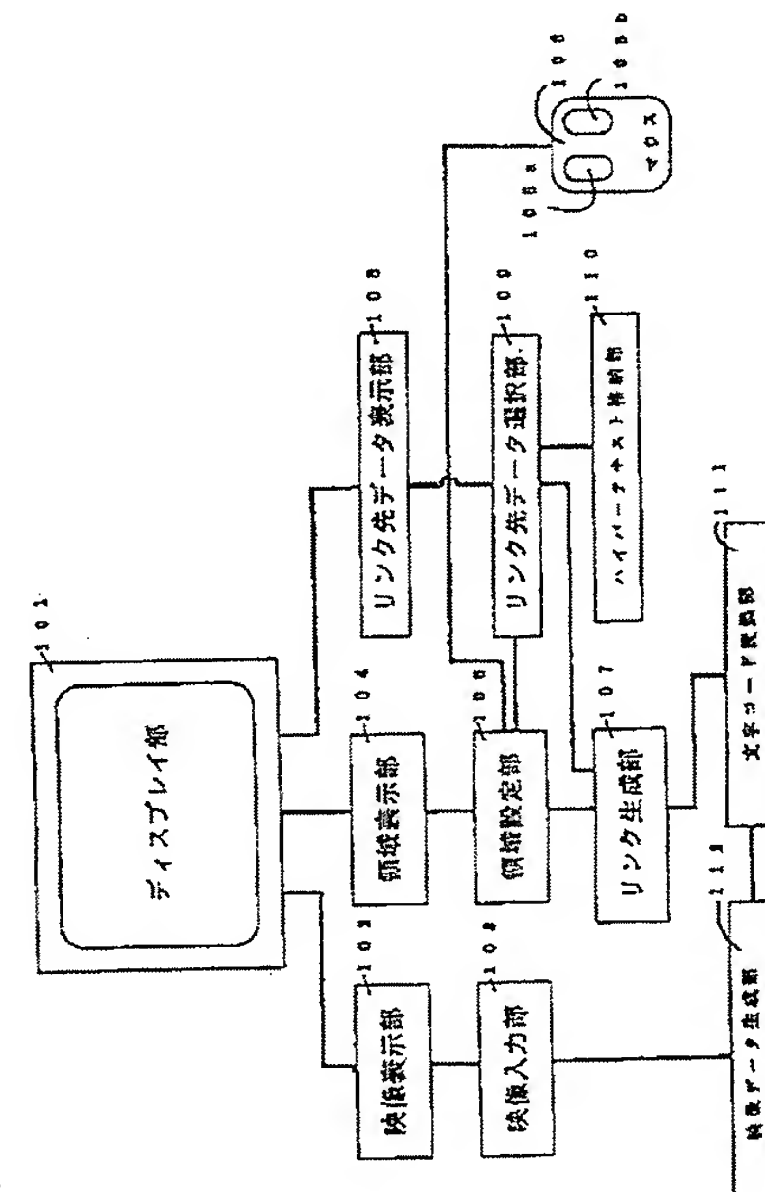 101
ディスプレイ部
映像表示部
領域表示部
104
リンク先データ表示部
108
映像入力部
領域設定部
リンク先データ選択部
109
リンク生成部
107
ハイパーテキスト格納部
110
マウス
映像データ生成部
文字コード変換部
111